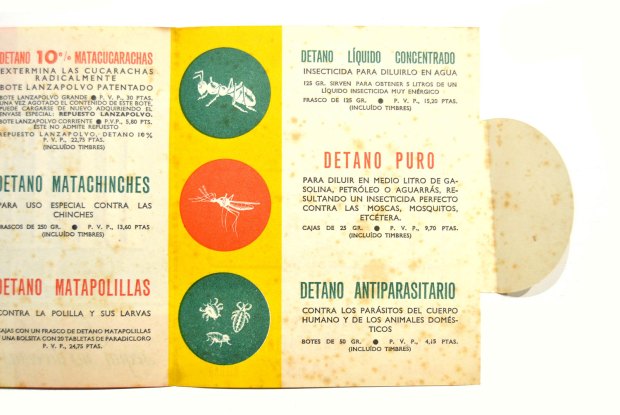 DETANO 10% MATACUCARACHAS
EXTERMINA LAS CUCARACHAS
RADICALMENTE
BOTE LANZAPOLVO PATENTADO
BOTE LANZAPOLVO GRANDE ● P. V. P., 30 PTAS.
UNA VEZ AGOTADO EL CONTENIDO DE ESTE BOTE,
PUEDE CARGARSE DE NUEVO ADQUIRIENDO EL
ENVASE ESPECIAL: REPUESTO LANZAPOLVO.
BOTE LANZAPOLVO CORRIENTE ● P.V.P., 5,80 PTS.
ÉSTE NO ADMITE REPUESTO
REPUESTO LANZAPOLVO, DETANO 10%
P. V. P., 22,75 PTAS.
(INCLUÍDO TIMBRES)
DETANO MATACHINCHES
PARA USO ESPECIAL CONTRA LAS
CHINCHES
FRASCOS DE 250 GR. ● P. V. P., 13,60 PTAS
(INCLUÍDO TIMBRES)
DETANO MATAPOLILLAS
CONTRA LA POLILLA Y SUS LARVAS
CAJAS CON UN FRASCO DE DETANO MATAPOLILLAS
Y UNA BOLSITA CON 20 TABLETAS DE PARADICLORO
P. V. P., 24,75 PTAS.
DETANO LÍQUIDO CONCENTRADO
INSECTICIDA PARA DILUIRLO EN AGUA
125 GR. SIRVEN PARA OBTENER 5 LITROS DE UN
LÍQUIDO INSECTICIDA MUY ENÉRGICO
FRASCO DE 125 GR. ● P. V. P., 15,20 PTAS.
(INCLUÍDO TIMBRES)
DETANO PURO
PARA DILUIR EN MEDIO LITRO DE GA-
SOLINA, PETRÓLEO O AGUARRÁS, RE-
SULTANDO UN INSECTICIDA PERFECTO
CONTRA LAS MOSCAS, MOSQUITOS,
ETCÉTERA.
CAJAS DE 25 GR. ● P. V. P., 9,70 PTAS.
(INCLUÍDO TIMBRES)
DETANO ANTIPARASITARIO
CONTRA LOS PARÁSITOS DEL CUERPO
HUMANO Y DE LOS ANIMALES DOMÉS-
TICOS
BOTES DE 50 GR. ● P. V. P., 4,15 PTAS.
(INCLUÍDO TIMBRES)